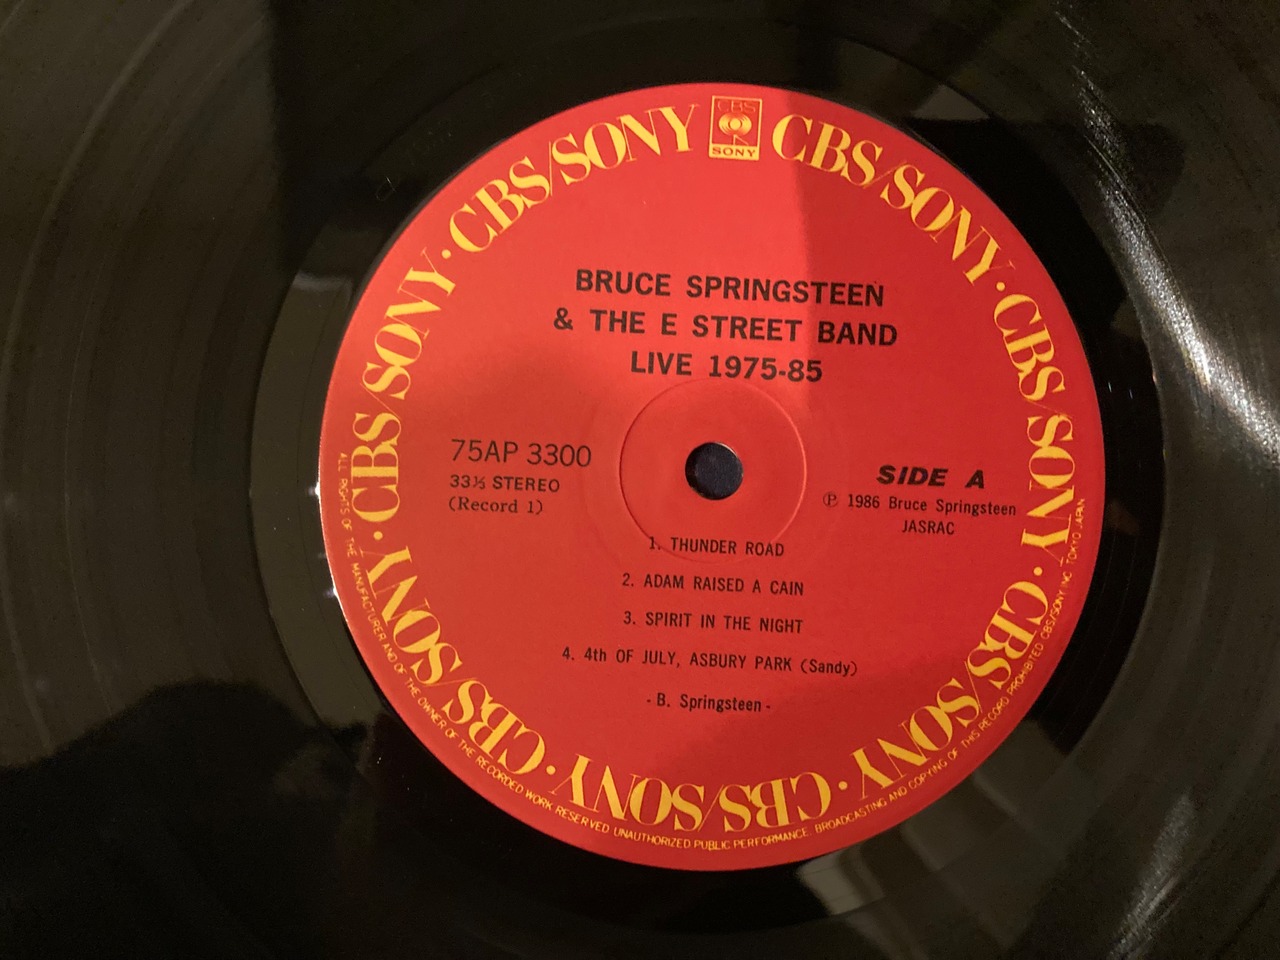 CBS
SONY
CBS/SONY · CBS/SONY · CBS/SONY · CBS/SONY · CBS/SONY · CBS/SONY · CBS/SONY · CBS/SONY
BRUCE SPRINGSTEEN
& THE E STREET BAND
LIVE 1975-85
75AP 3300
33⅓ STEREO
(Record 1)
SIDE A
Ⓟ 1986 Bruce Springsteen
JASRAC
1. THUNDER ROAD
2. ADAM RAISED A CAIN
3. SPIRIT IN THE NIGHT
4. 4th OF JULY, ASBURY PARK (Sandy)
- B. Springsteen -
ALL RIGHTS OF THE MANUFACTURER AND OF THE OWNER OF THE RECORDED WORK RESERVED UNAUTHORIZED PUBLIC PERFORMANCE BROADCASTING AND COPYING OF THIS RECORD PROHIBITED CBS/SONY INC. TOKYO JAPAN